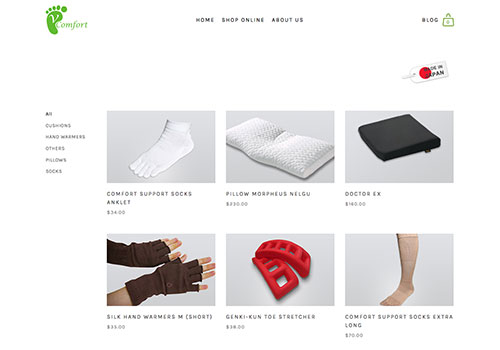 Comfort
HOME SHOP ONLINE ABOUT US
BLOG 0
MADE IN
JAPAN
All
CUSHIONS
HAND WARMERS
OTHERS
PILLOWS
SOCKS
COMFORT SUPPORT SOCKS
ANKLET
$34.00
PILLOW MORPHEUS NELGU
$230.00
DOCTOR EX
$160.00
SILK HAND WARMERS M (SHORT)
$35.00
GENKI-KUN TOE STRETCHER
$38.00
COMFORT SUPPORT SOCKS EXTRA
LONG
$70.00